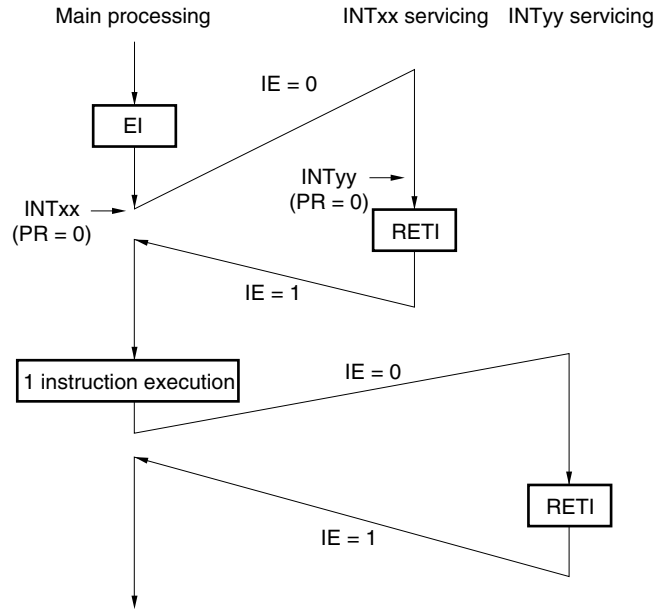 Main processing
INTxx servicing
INTyy servicing
IE = 0
EI
INTyy
(PR = 0)
INTxx
(PR = 0)
RETI
IE = 1
1 instruction execution
IE = 0
RETI
IE = 1